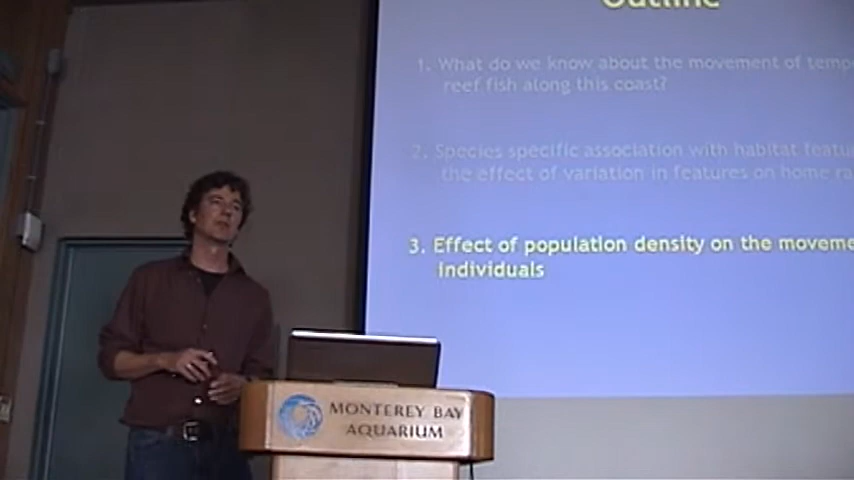 Outline
1. What do we know about the movement of temp
reef fish along this coast?
2. Species specific association with habitat featu
the effect of variation in features on home ra
3. Effect of population density on the moveme
individuals
MONTEREY BAY
AQUARIUM